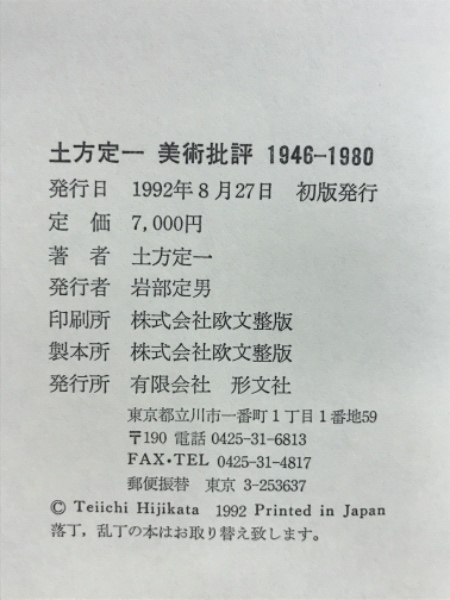 土方定一 美術批評 1946-1980
発行日 1992年8月27日 初版発行
定 価 7,000円
著 者 土方定一
発行者 岩部定男
印刷所 株式会社欧文整版
製本所 株式会社欧文整版
発行所 有限会社 形文社
東京都立川市一番町1丁目1番地59
〒190 電話 0425-31-6813
FAX・TEL 0425-31-4817
郵便振替 東京 3-253637
© Teiichi Hijikata 1992 Printed in Japan
落丁，乱丁の本はお取り替え致します。